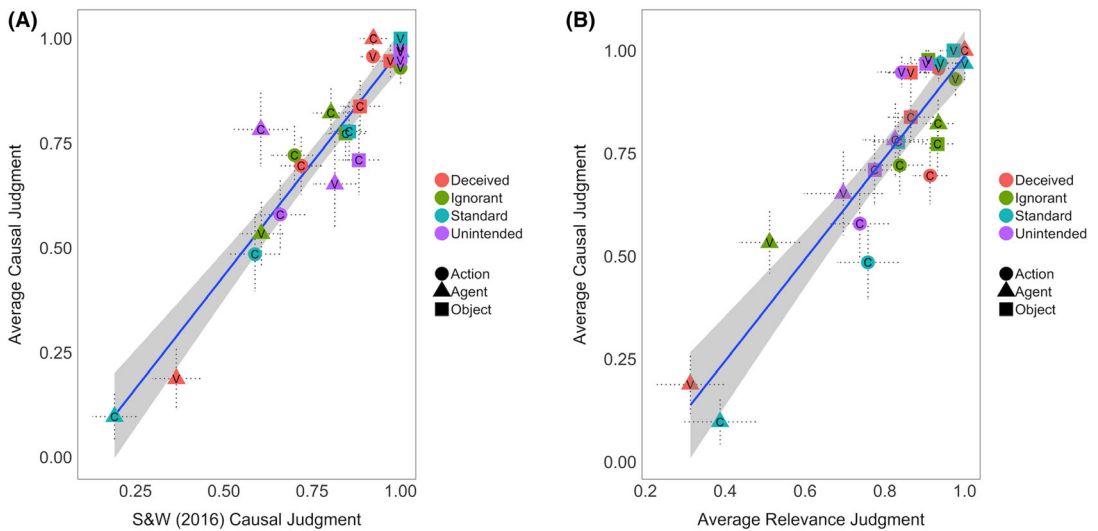 (A)
Average Causal Judgment
1.00
0.75
0.50
0.25
0.00
0.25
0.50
0.75
1.00
S&W (2016) Causal Judgment
Deceived
Ignorant
Standard
Unintended
Action
Agent
Object
(B)
Average Causal Judgment
1.00
0.75
0.50
0.25
0.00
0.2
0.4
0.6
0.8
1.0
Average Relevance Judgment
Deceived
Ignorant
Standard
Unintended
Action
Agent
Object